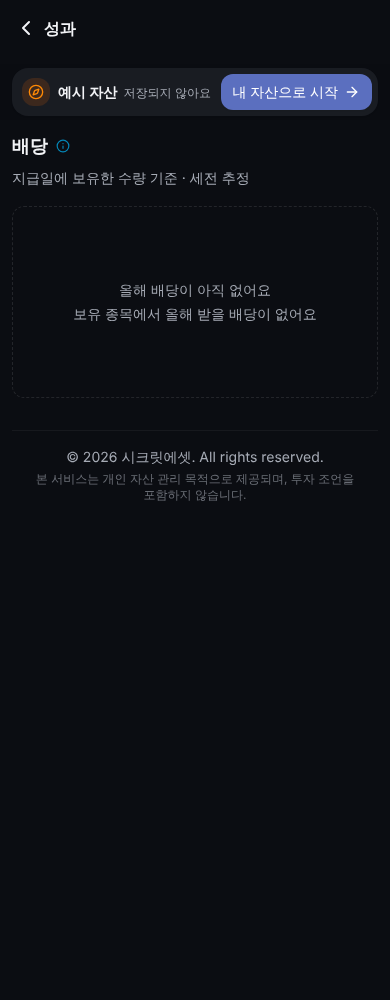 성과
예시 자산 저장되지 않아요 내 자산으로 시작
배당
지급일에 보유한 수량 기준 · 세전 추정
올해 배당이 아직 없어요
보유 종목에서 올해 받을 배당이 없어요
© 2026 시크릿에셋. All rights reserved.
본 서비스는 개인 자산 관리 목적으로 제공되며, 투자 조언을
포함하지 않습니다.